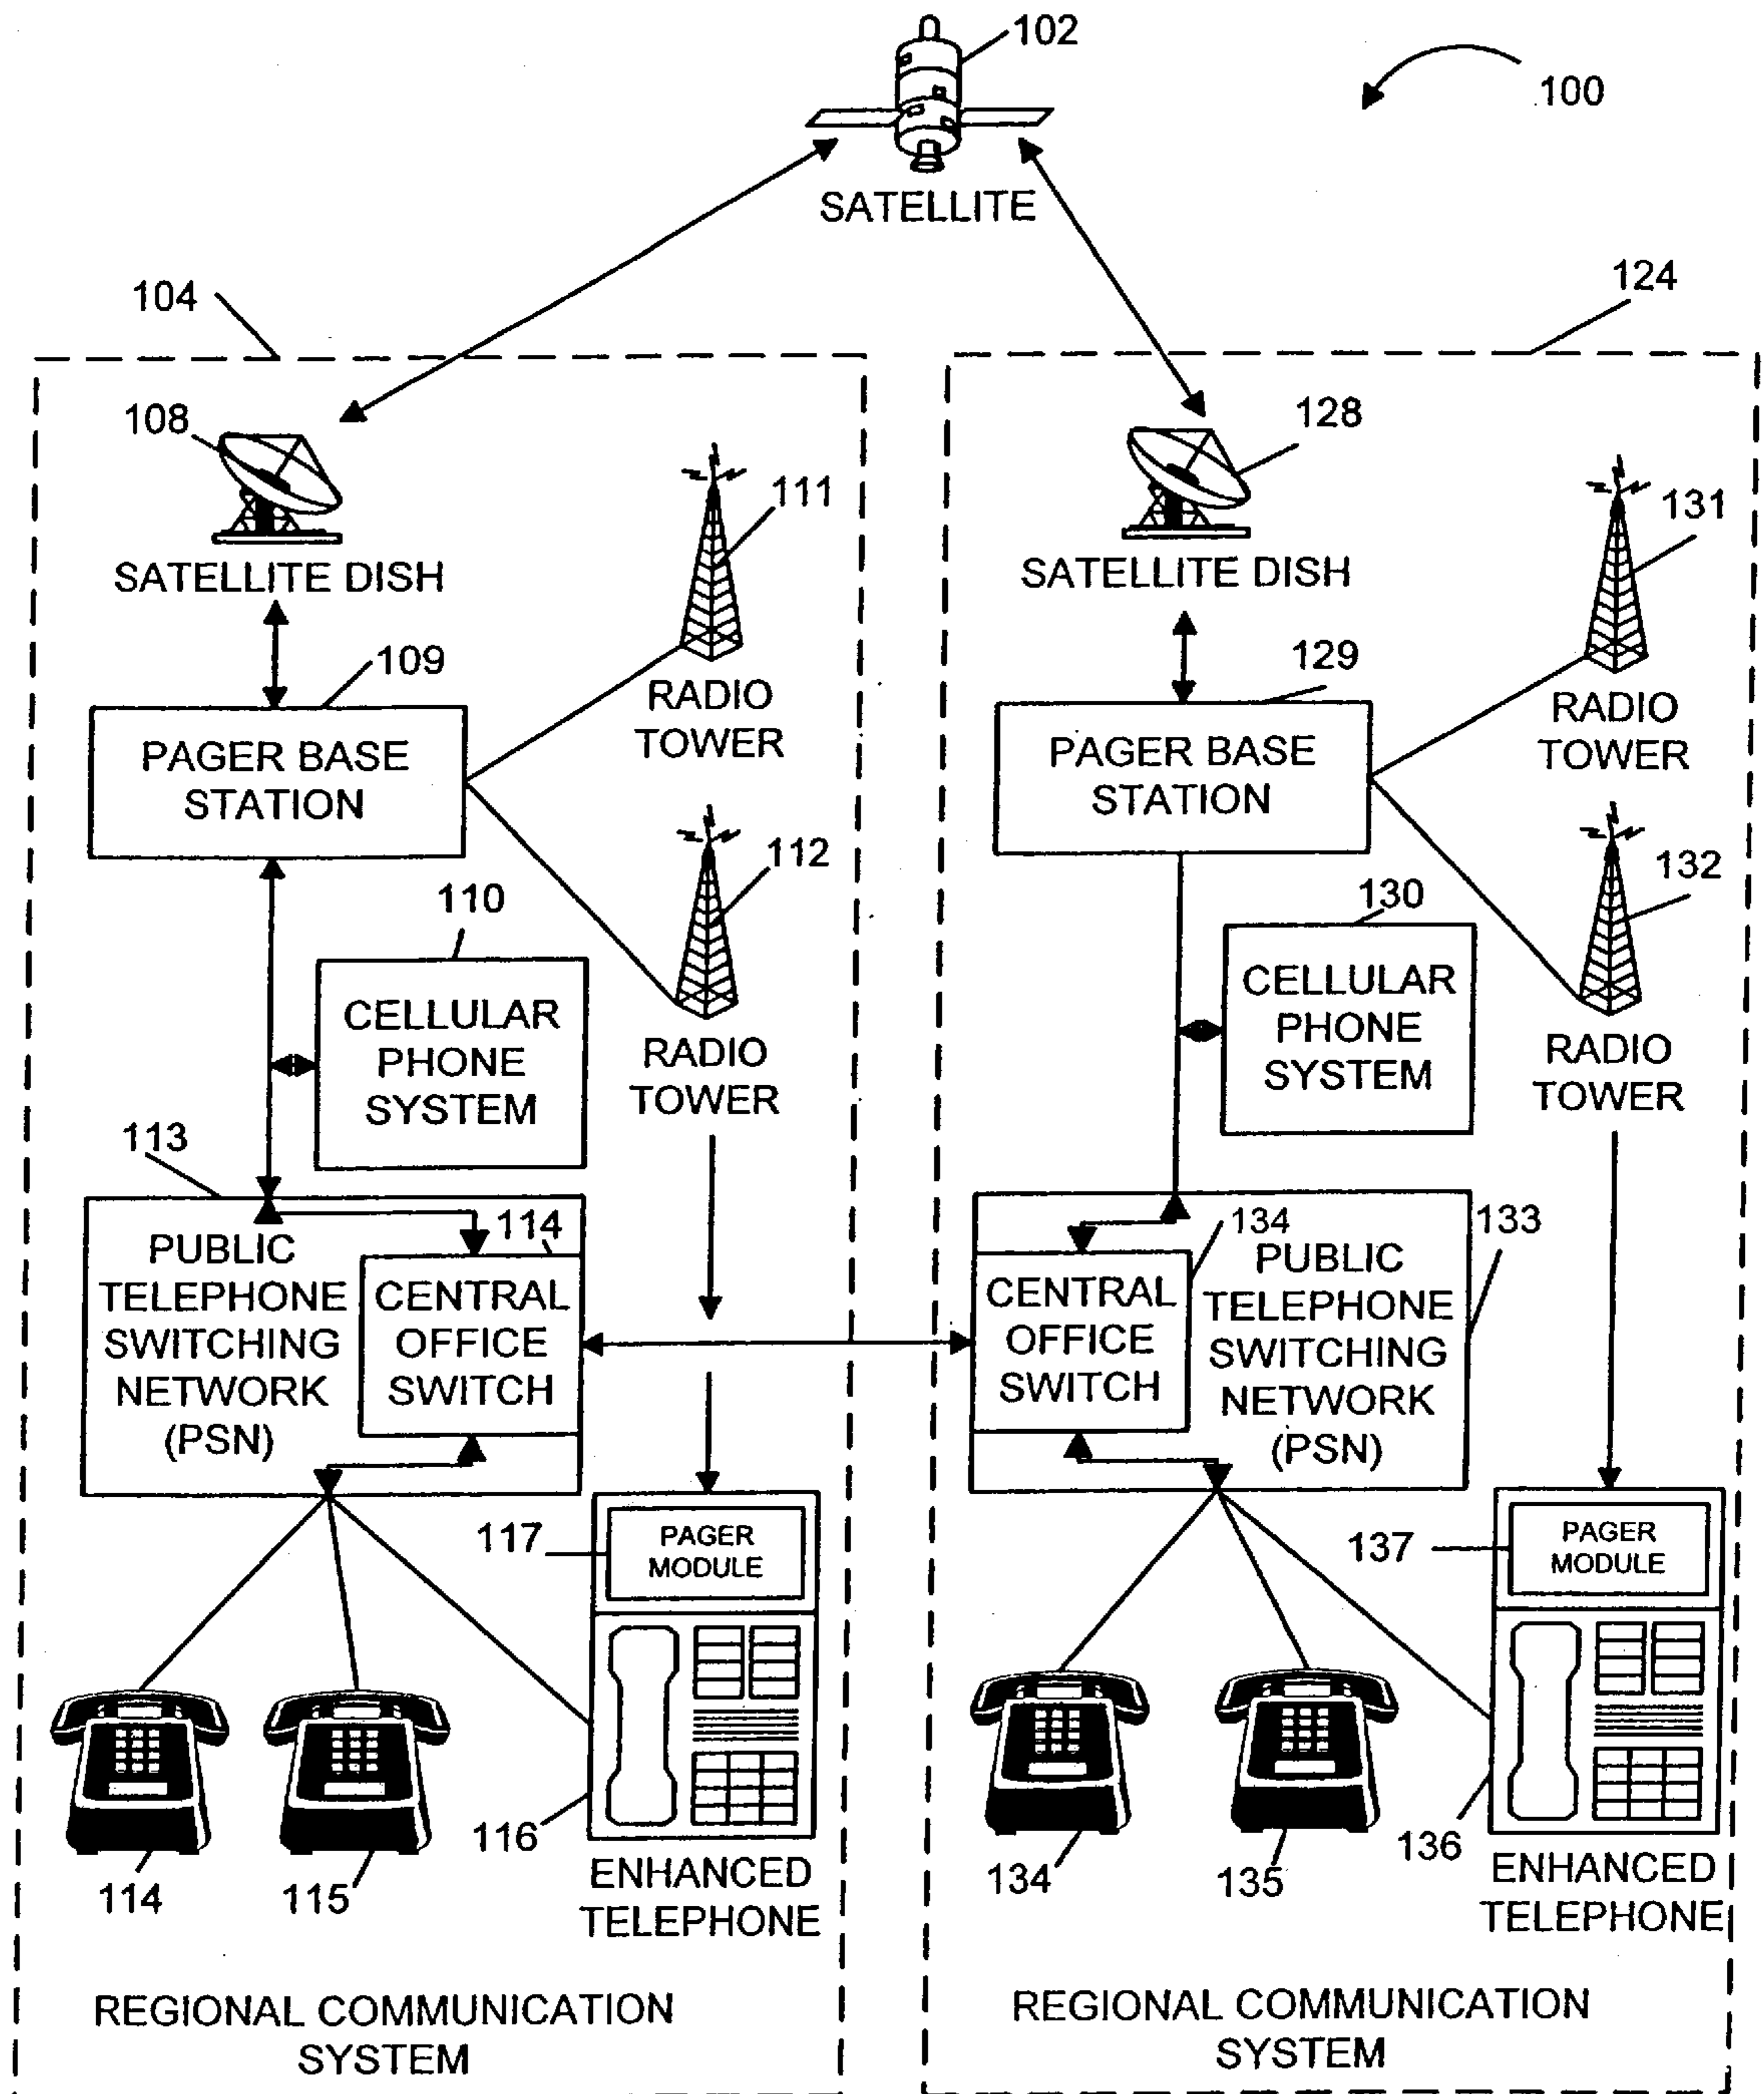 102
100
SATELLITE
104
124
108
128
111
131
SATELLITE DISH
SATELLITE DISH
109
129
RADIO
TOWER
RADIO
TOWER
PAGER BASE
STATION
PAGER BASE
STATION
112
132
110
130
CELLULAR
PHONE
SYSTEM
CELLULAR
PHONE
SYSTEM
RADIO
TOWER
RADIO
TOWER
113
114
134
133
PUBLIC
TELEPHONE
SWITCHING
NETWORK
(PSN)
CENTRAL
OFFICE
SWITCH
CENTRAL
OFFICE
SWITCH
PUBLIC
TELEPHONE
SWITCHING
NETWORK
(PSN)
117
PAGER
MODULE
137
PAGER
MODULE
116
136
114
115
134
135
ENHANCED
TELEPHONE
ENHANCED
TELEPHONE
REGIONAL COMMUNICATION
SYSTEM
REGIONAL COMMUNICATION
SYSTEM